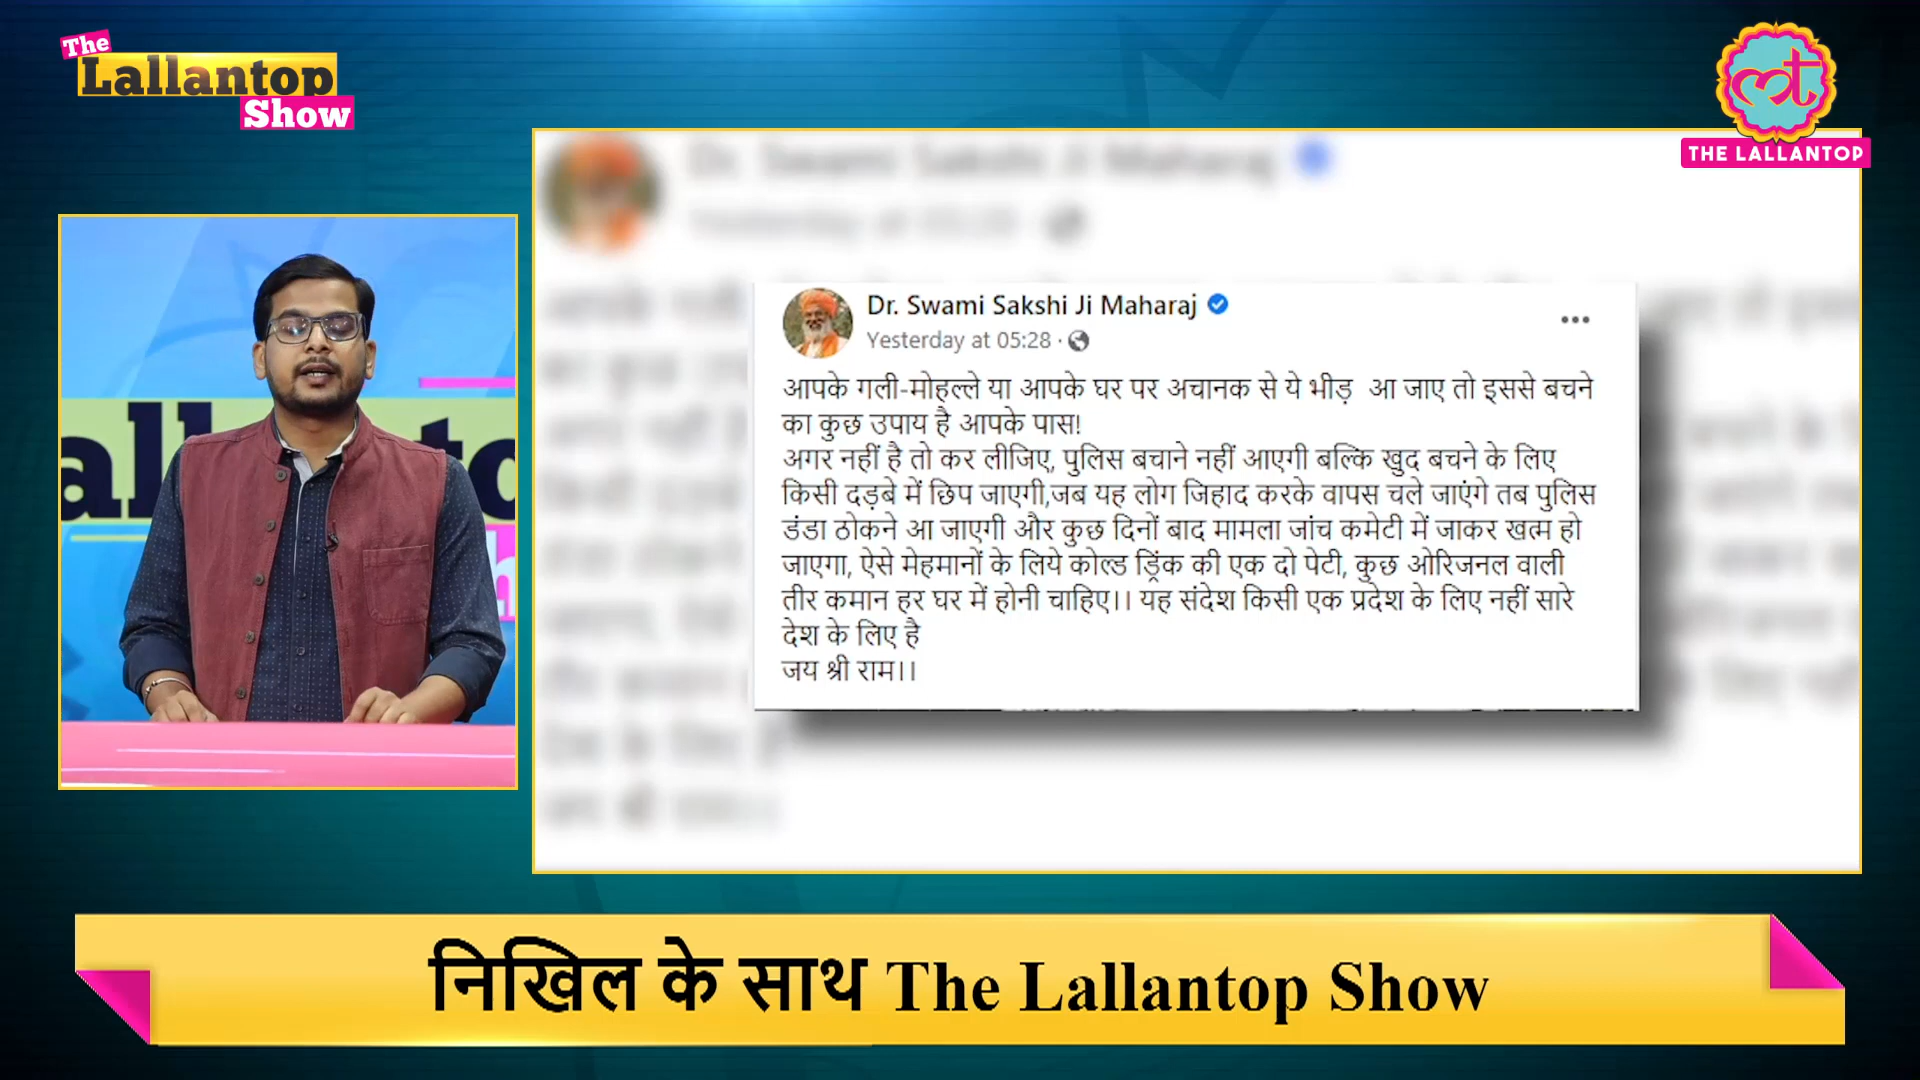 The
Lallantop
Show
THE LALLANTOP
Dr. Swami Sakshi Ji Maharaj
Yesterday at 05:28 ·
आपके गली-मोहल्ले या आपके घर पर अचानक से ये भीड़ आ जाए तो इससे बचने
का कुछ उपाय है आपके पास!
अगर नहीं है तो कर लीजिए, पुलिस बचाने नहीं आएगी बल्कि खुद बचने के लिए
किसी दड़बे में छिप जाएगी,जब यह लोग जिहाद करके वापस चले जाएंगे तब पुलिस
डंडा ठोकने आ जाएगी और कुछ दिनों बाद मामला जांच कमेटी में जाकर खत्म हो
जाएगा, ऐसे मेहमानों के लिये कोल्ड ड्रिंक की एक दो पेटी, कुछ ओरिजनल वाली
तीर कमान हर घर में होनी चाहिए।। यह संदेश किसी एक प्रदेश के लिए नहीं सारे
देश के लिए है
जय श्री राम।।
निखिल के साथ The Lallantop Show